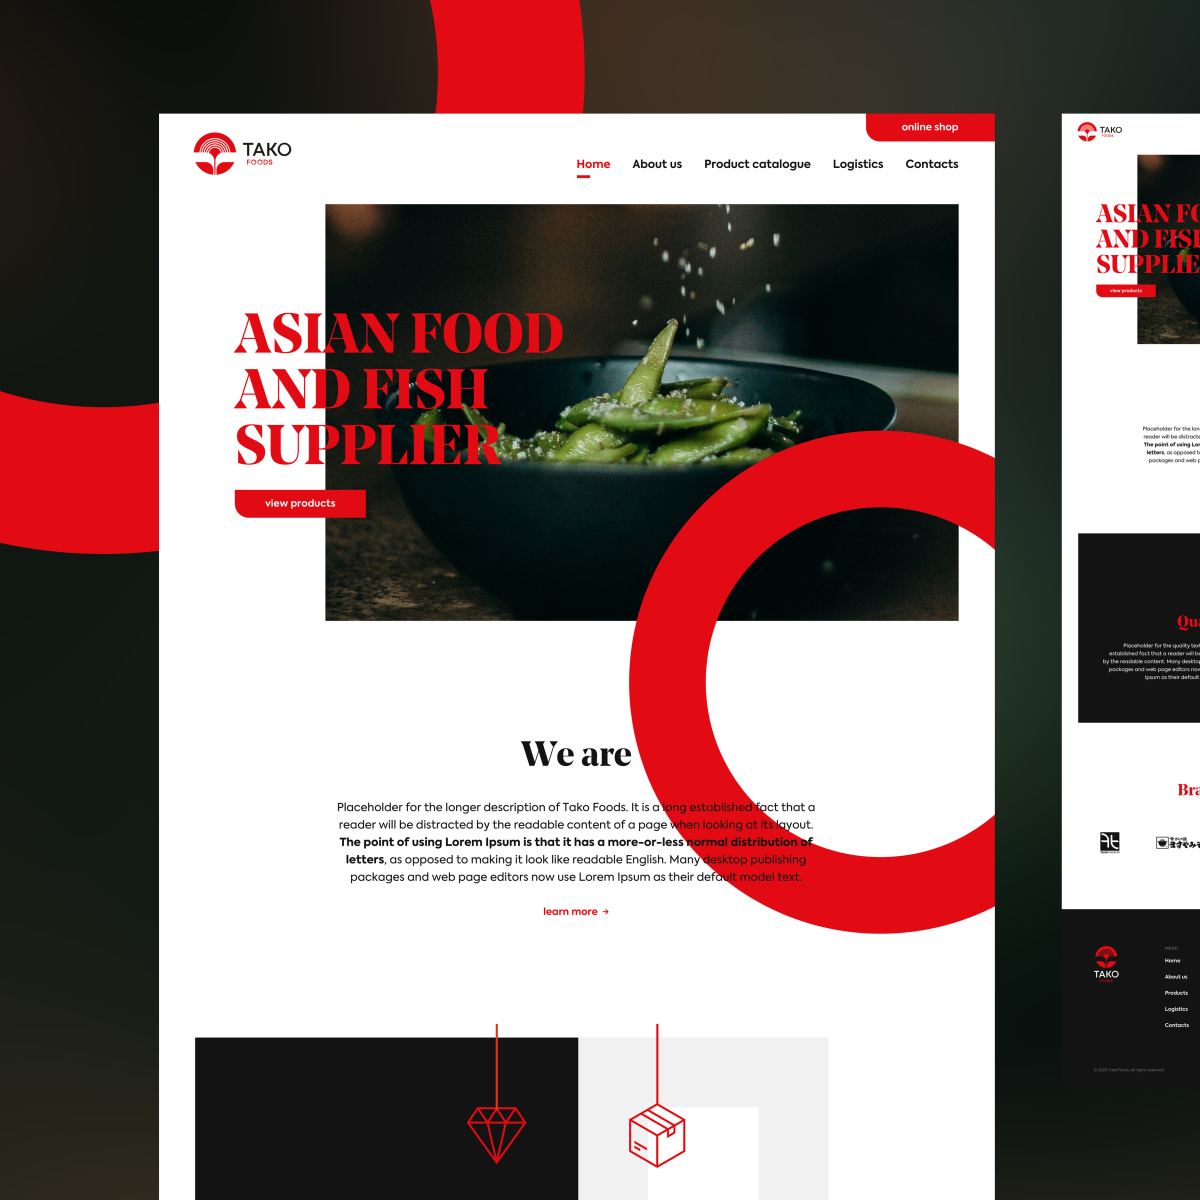 TAKO
FOODS
online shop
Home
About us
Product catalogue
Logistics
Contacts
ASIAN FOOD
AND FISH
SUPPLIER
view products
We are
Placeholder for the longer description of Tako Foods. It is a long established fact that a
reader will be distracted by the readable content of a page when looking at its layout.
The point of using Lorem Ipsum is that it has a more-or-less normal distribution of
letters, as opposed to making it look like readable English. Many desktop publishing
packages and web page editors now use Lorem Ipsum as their default model text.
learn more →
TAKO
FOODS
ASIAN FO
AND FISH
SUPPLIE
view products
Placeholder for the lon
reader will be distracte
The point of using Lor
letters, as opposed t
packages and web p
Qua
Placeholder for the quality text
established fact that a reader will be
by the readable content. Many desktop
packages and web page editors now
Ipsum as their default
Bra
TAKO
FOODS
MENU
Home
About us
Products
Logistics
Contacts
© 2020 TakoFoods. All rights reserved